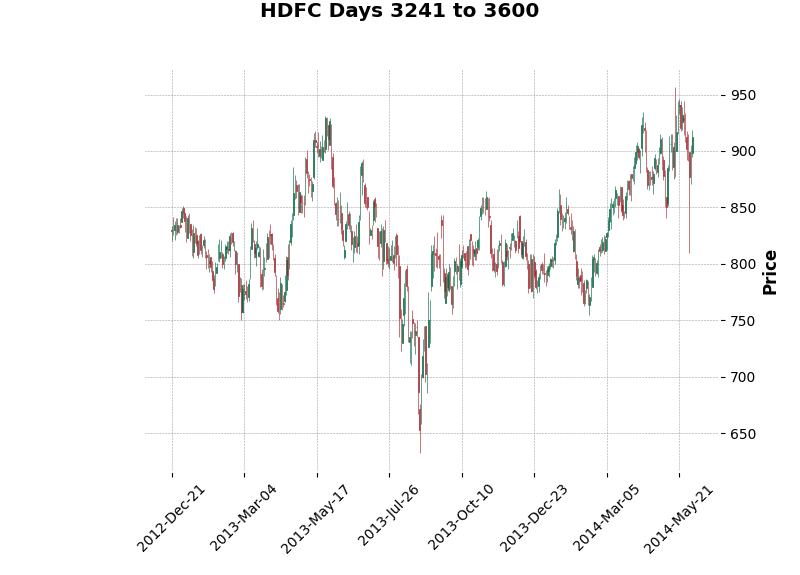 HDFC Days 3241 to 3600
950
900
850
800
750
700
650
Price
2012-Dec-21
2013-Mar-04
2013-May-17
2013-Jul-26
2013-Oct-10
2013-Dec-23
2014-Mar-05
2014-May-21